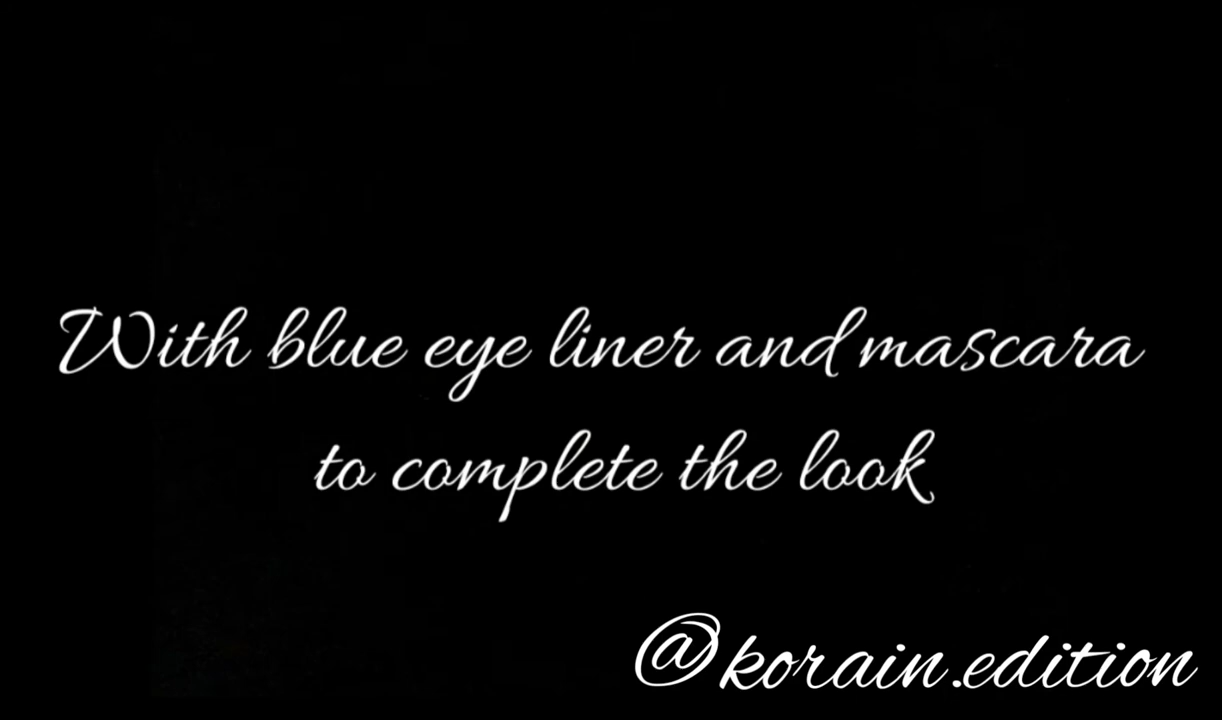 With blue eye liner and mascara
to complete the look
@korain.edition